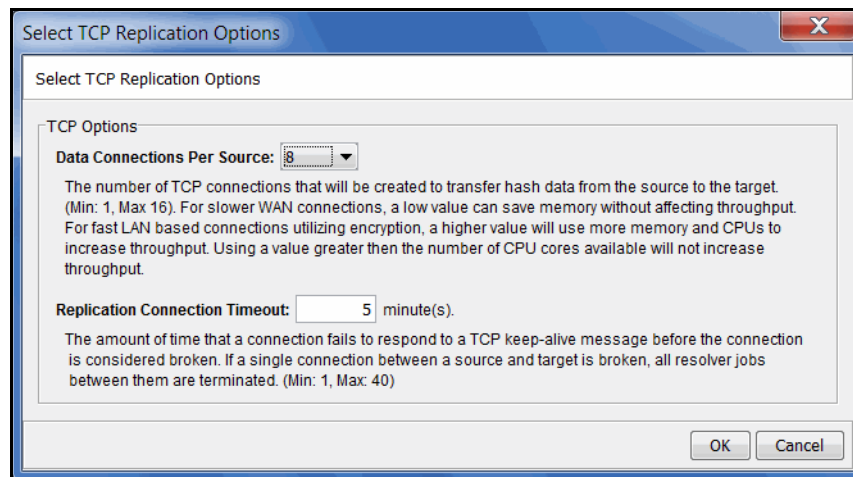 Select TCP Replication Options
Select TCP Replication Options
TCP Options
Data Connections Per Source: 8
The number of TCP connections that will be created to transfer hash data from the source to the target.
(Min: 1, Max 16). For slower WAN connections, a low value can save memory without affecting throughput.
For fast LAN based connections utilizing encryption, a higher value will use more memory and CPUs to
increase throughput. Using a value greater then the number of CPU cores available will not increase
throughput.
Replication Connection Timeout: 5 minute(s).
The amount of time that a connection fails to respond to a TCP keep-alive message before the connection
is considered broken. If a single connection between a source and target is broken, all resolver jobs
between them are terminated. (Min: 1, Max: 40)
OK Cancel